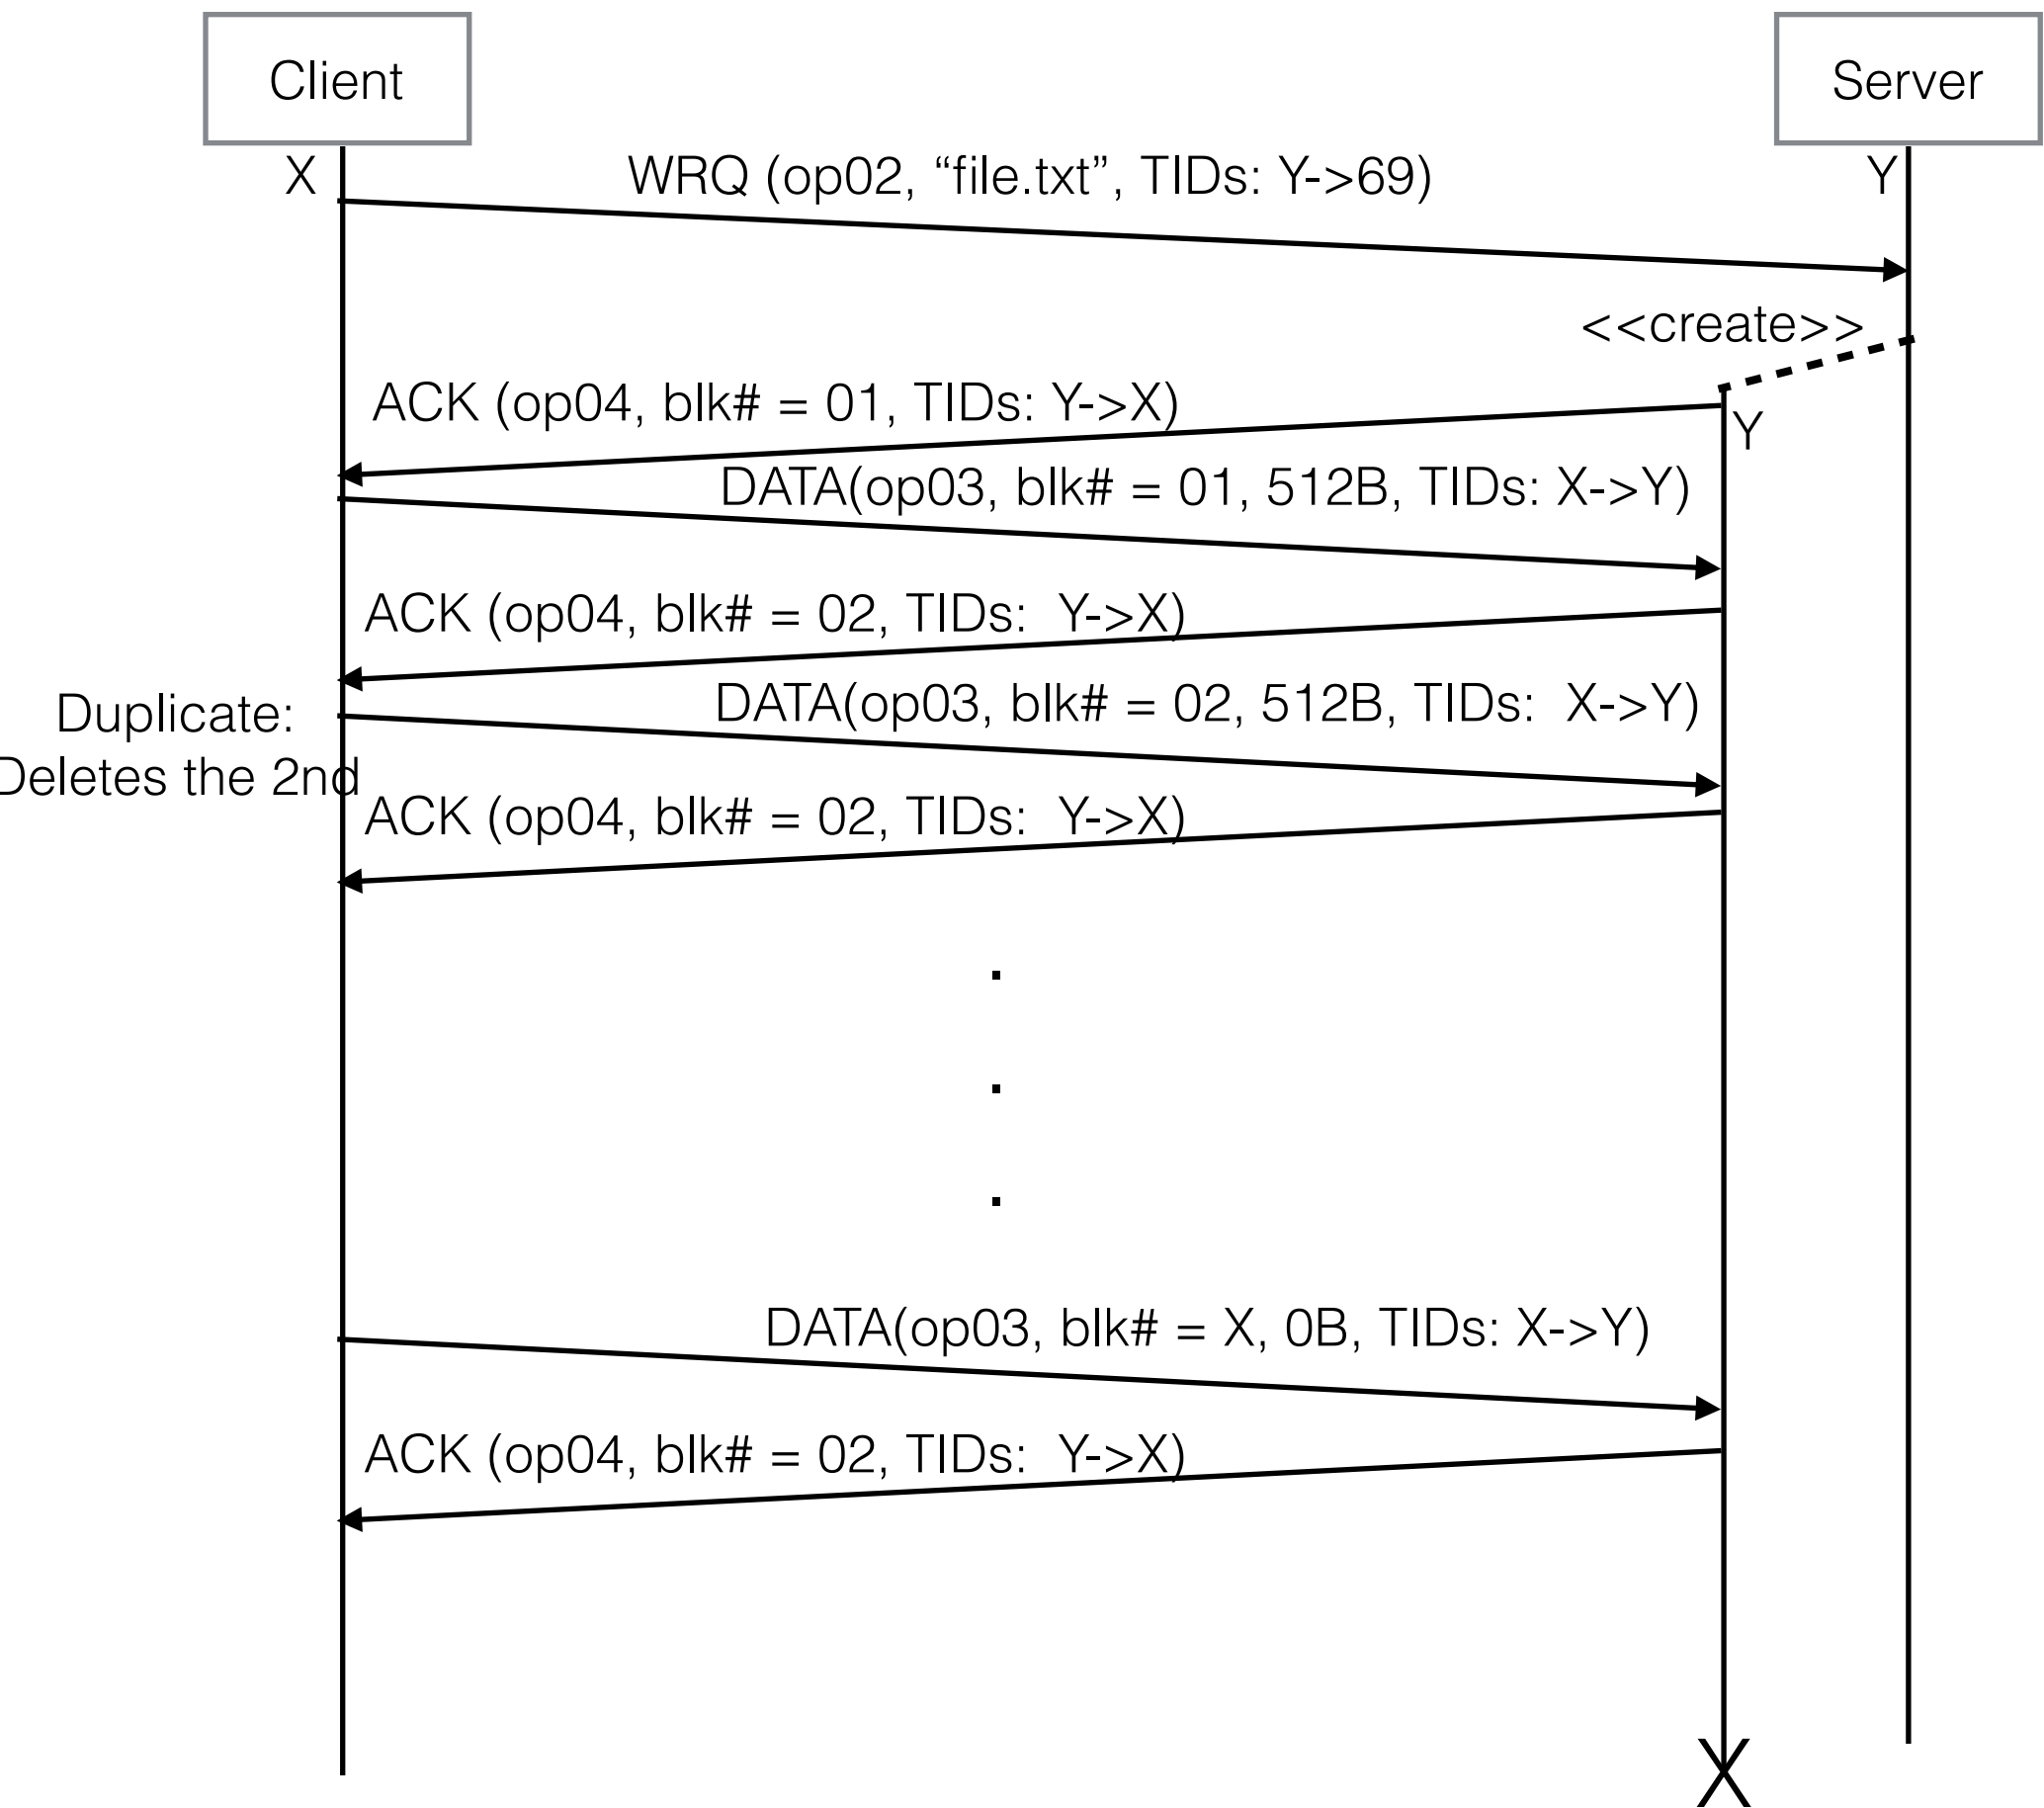 Client
Server
X
WRQ (op02, “file.txt”, TIDs: Y->69)
Y
<<create>>
ACK (op04, blk# = 01, TIDs: Y->X)
Y
DATA(op03, blk# = 01, 512B, TIDs: X->Y)
ACK (op04, blk# = 02, TIDs:  Y->X)
DATA(op03, blk# = 02, 512B, TIDs:  X->Y)
Duplicate:
Deletes the 2nd
ACK (op04, blk# = 02, TIDs:  Y->X)
.
.
.
DATA(op03, blk# = X, 0B, TIDs: X->Y)
ACK (op04, blk# = 02, TIDs:  Y->X)
X